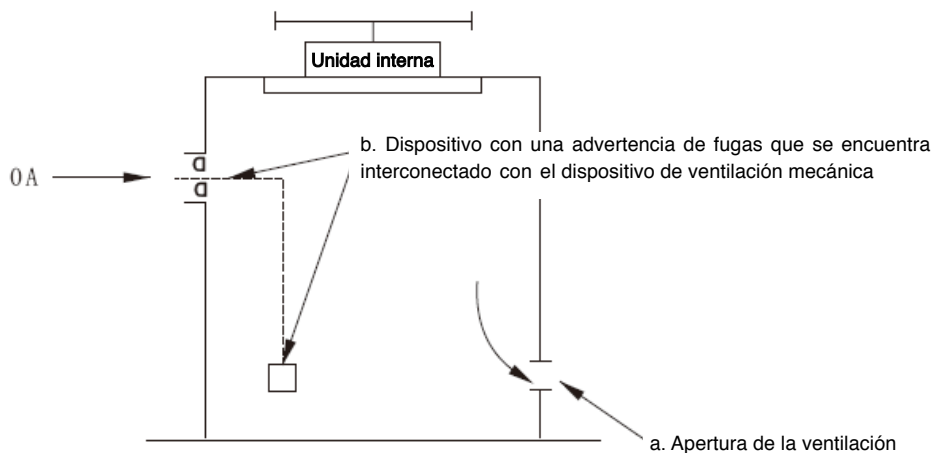 Unidad interna
b. Dispositivo con una advertencia de fugas que se encuentra
interconectado con el dispositivo de ventilación mecánica
OA
a. Apertura de la ventilación